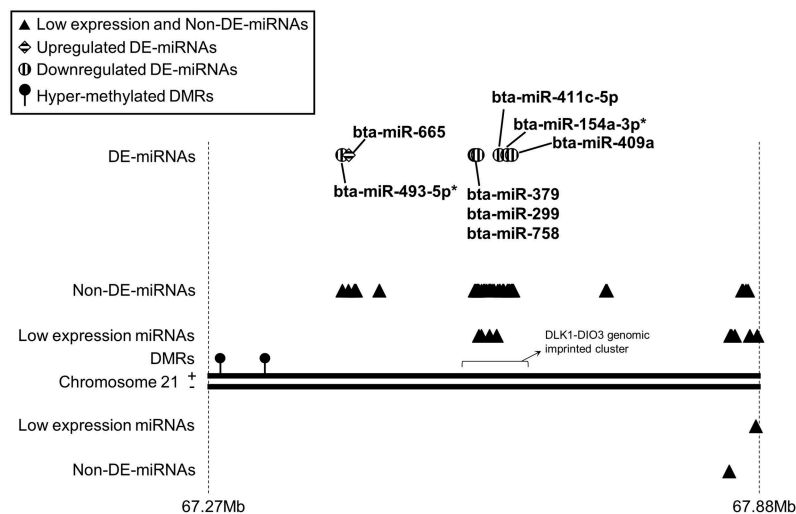 Low expression and Non-DE-miRNAs
Upregulated DE-miRNAs
Downregulated DE-miRNAs
Hyper-methylated DMRs
bta-miR-411c-5p
bta-miR-665
bta-miR-154a-3p*
bta-miR-409a
DE-miRNAs
bta-miR-493-5p*
bta-miR-379
bta-miR-299
bta-miR-758
Non-DE-miRNAs
Low expression miRNAs
DLK1-DIO3 genomic
imprinted cluster
DMRs
Chromosome 21
+
-
Low expression miRNAs
Non-DE-miRNAs
67.27Mb
67.88Mb